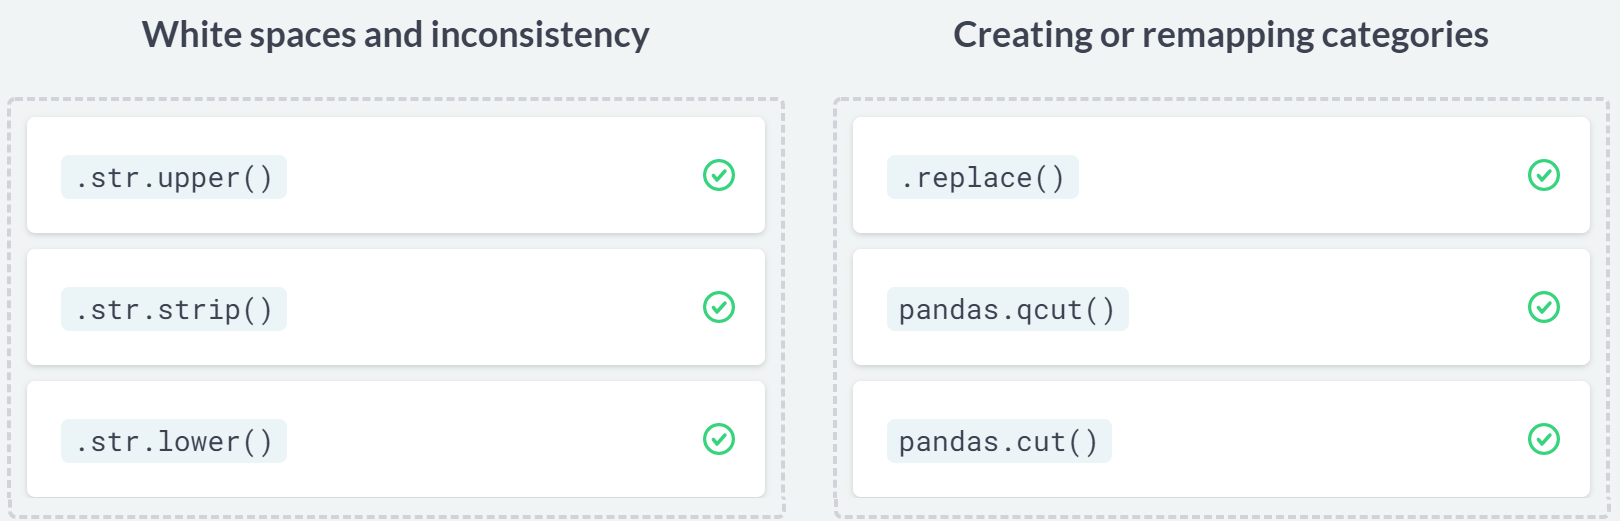 White spaces and inconsistency
.str.upper()
.str.strip()
.str.lower()
Creating or remapping categories
.replace()
pandas.qcut()
pandas.cut()